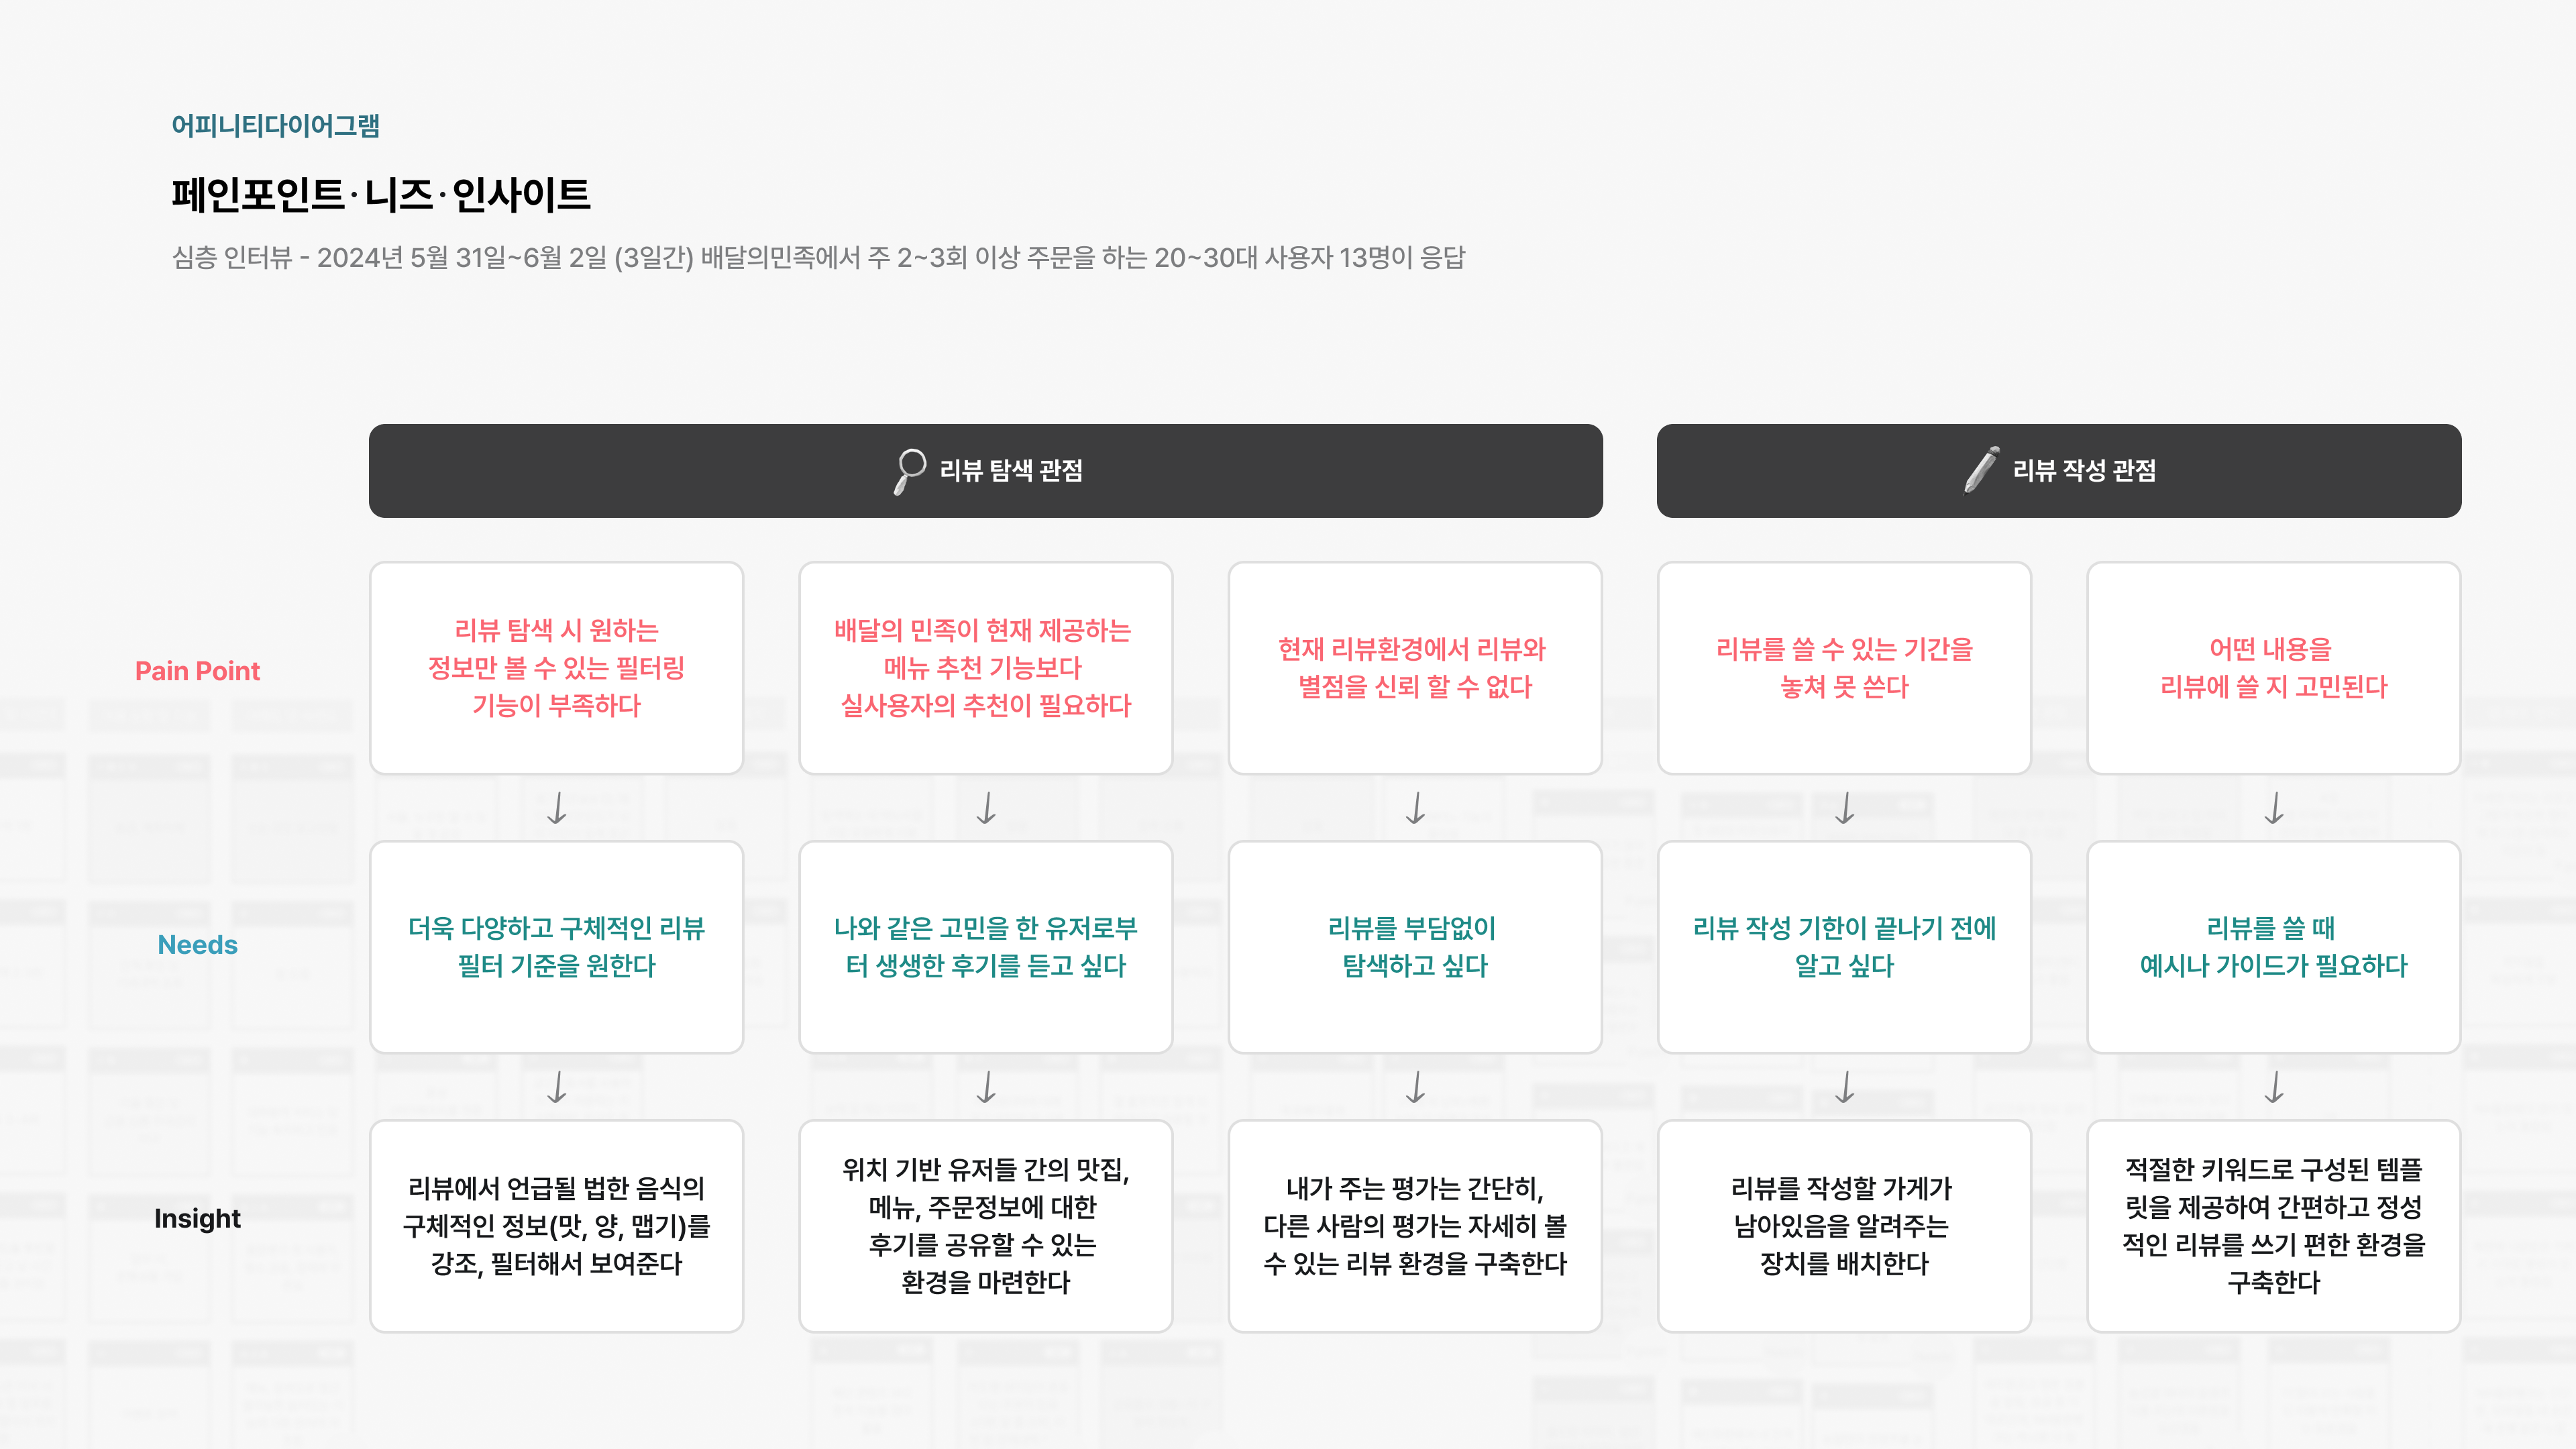 어피니티다이어그램
페인포인트·니즈·인사이트
심층 인터뷰 - 2024년 5월 31일~6월 2일 (3일간) 배달의민족에서 주 2~3회 이상 주문을 하는 20~30대 사용자 13명이 응답
리뷰 탐색 관점
리뷰 작성 관점
Pain Point
리뷰 탐색 시 원하는
정보만 볼 수 있는 필터링
기능이 부족하다
배달의 민족이 현재 제공하는
메뉴 추천 기능보다
실사용자의 추천이 필요하다
현재 리뷰환경에서 리뷰와
별점을 신뢰 할 수 없다
리뷰를 쓸 수 있는 기간을
놓쳐 못 쓴다
어떤 내용을
리뷰에 쓸 지 고민된다
Needs
더욱 다양하고 구체적인 리뷰
필터 기준을 원한다
나와 같은 고민을 한 유저로부
터 생생한 후기를 듣고 싶다
리뷰를 부담없이
탐색하고 싶다
리뷰 작성 기한이 끝나기 전에
알고 싶다
리뷰를 쓸 때
예시나 가이드가 필요하다
Insight
리뷰에서 언급될 법한 음식의
구체적인 정보(맛, 양, 맵기)를
강조, 필터해서 보여준다
위치 기반 유저들 간의 맛집,
메뉴, 주문정보에 대한
후기를 공유할 수 있는
환경을 마련한다
내가 주는 평가는 간단히,
다른 사람의 평가는 자세히 볼
수 있는 리뷰 환경을 구축한다
리뷰를 작성할 가게가
남아있음을 알려주는
장치를 배치한다
적절한 키워드로 구성된 템플
릿을 제공하여 간편하고 정성
적인 리뷰를 쓰기 편한 환경을
구축한다